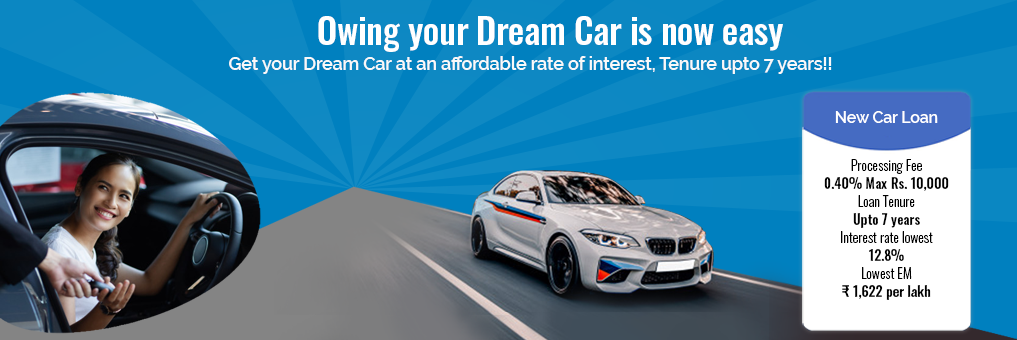 Owing your Dream Car is now easy
Get your Dream Car at an affordable rate of interest, Tenure upto 7 years!!
New Car Loan
Processing Fee
0.40% Max Rs. 10,000
Loan Tenure
Upto 7 years
Interest rate lowest
12.8%
Lowest EM
₹ 1,622 per lakh